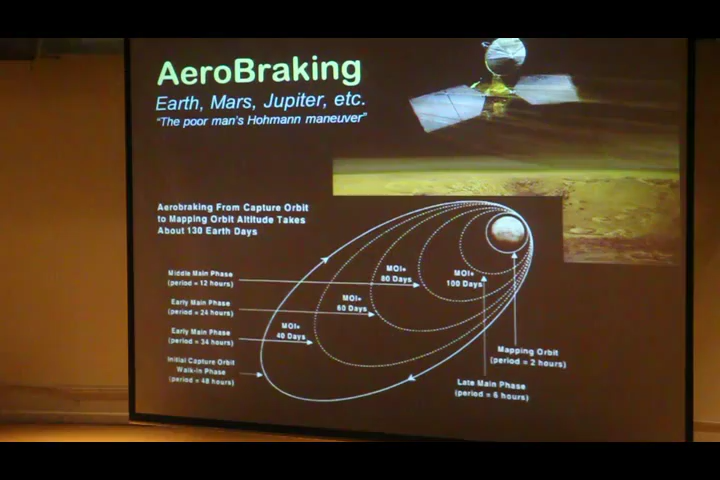 AeroBraking
Earth, Mars, Jupiter, etc.
"The poor man's Hohmann maneuver"
Aerobraking From Capture Orbit
to Mapping Orbit Altitude Takes
About 130 Earth Days
Middle Main Phase
(period = 12 hours)
Early Main Phase
(period = 24 hours)
Early Main Phase
(period = 34 hours)
Initial Capture Orbit
Walk-In Phase
(period = 48 hours)
MOI+
40 Days
MOI+
60 Days
MOI+
80 Days
MOI+
100 Days
Mapping Orbit
(period = 2 hours)
Late Main Phase
(period = 6 hours)